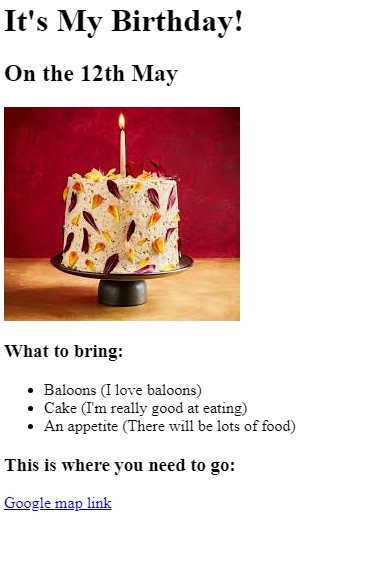 It's My Birthday!
On the 12th May
What to bring:
Baloons (I love baloons)
Cake (I'm really good at eating)
An appetite (There will be lots of food)
This is where you need to go:
Google map link